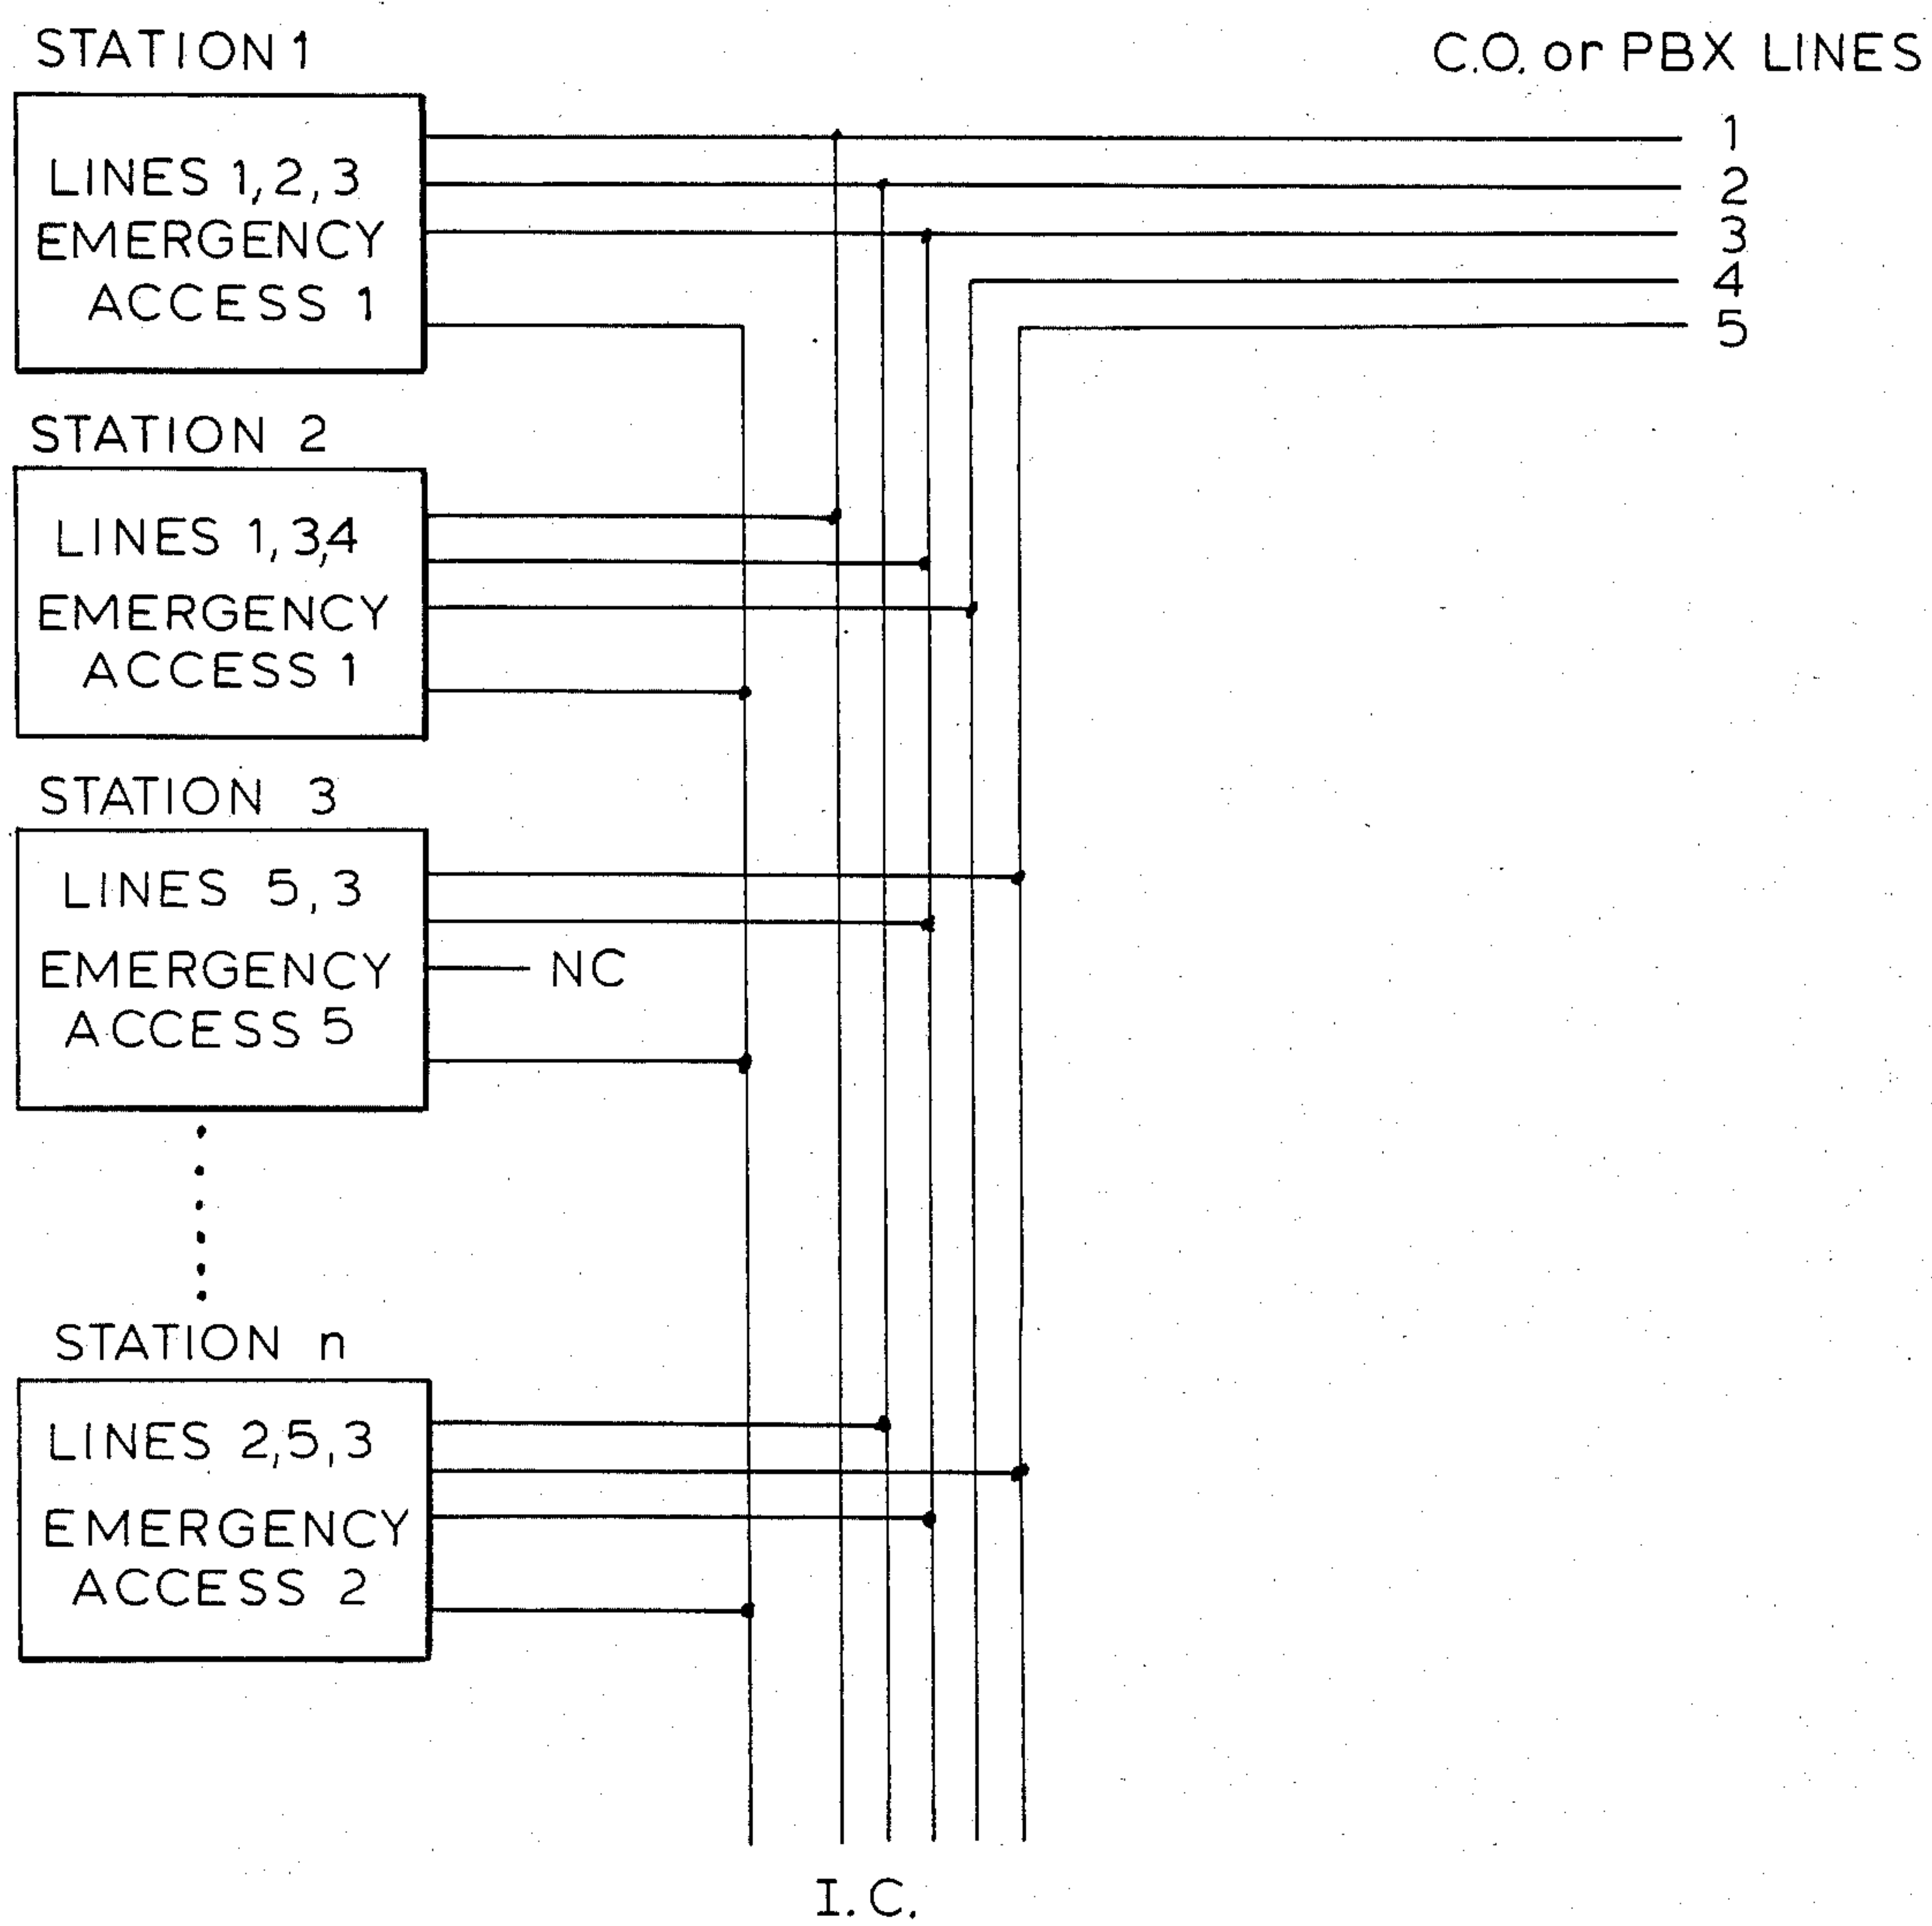 STATION 1
C.O. or PBX LINES
LINES 1,2,3
EMERGENCY
ACCESS 1
1
2
3
4
5
STATION 2
LINES 1,3,4
EMERGENCY
ACCESS 1
STATION 3
LINES 5,3
EMERGENCY
ACCESS 5
NC
STATION n
LINES 2,5,3
EMERGENCY
ACCESS 2
I.C.